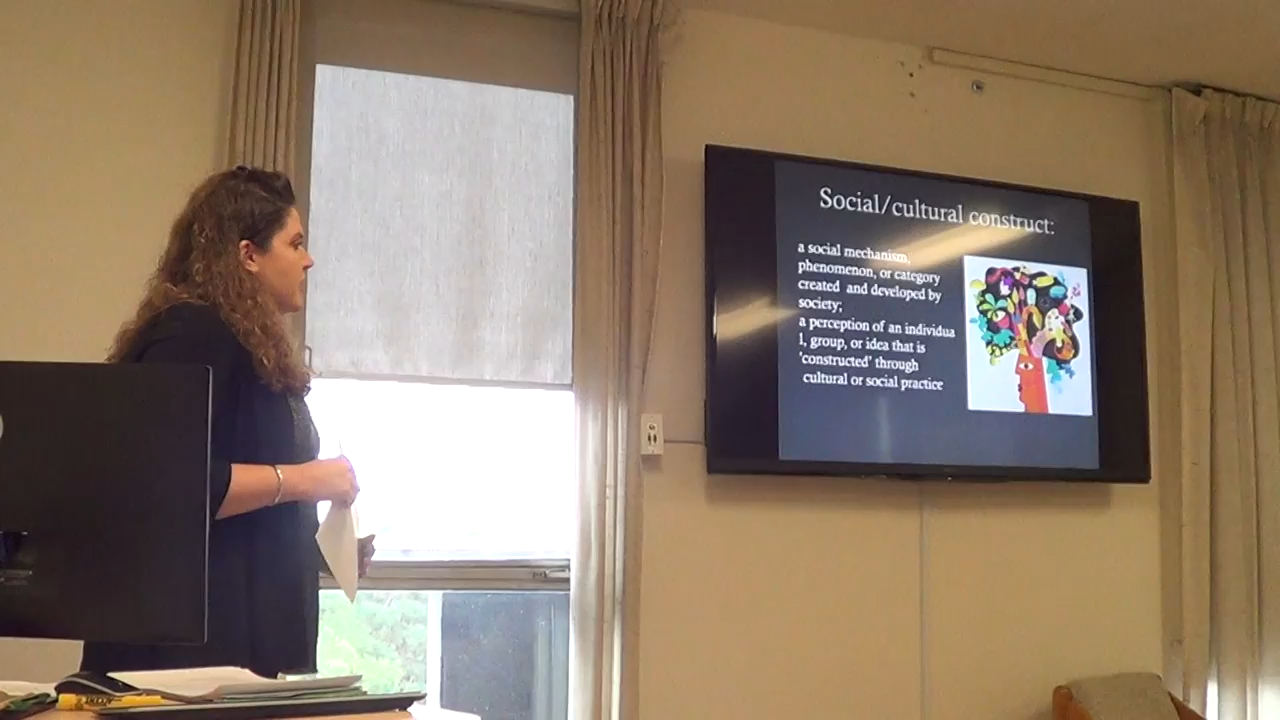 Social/cultural construct:
a social mechanism,
phenomenon, or category
created and developed by
society;
a perception of an individua
l, group, or idea that is
'constructed' through
cultural or social practice